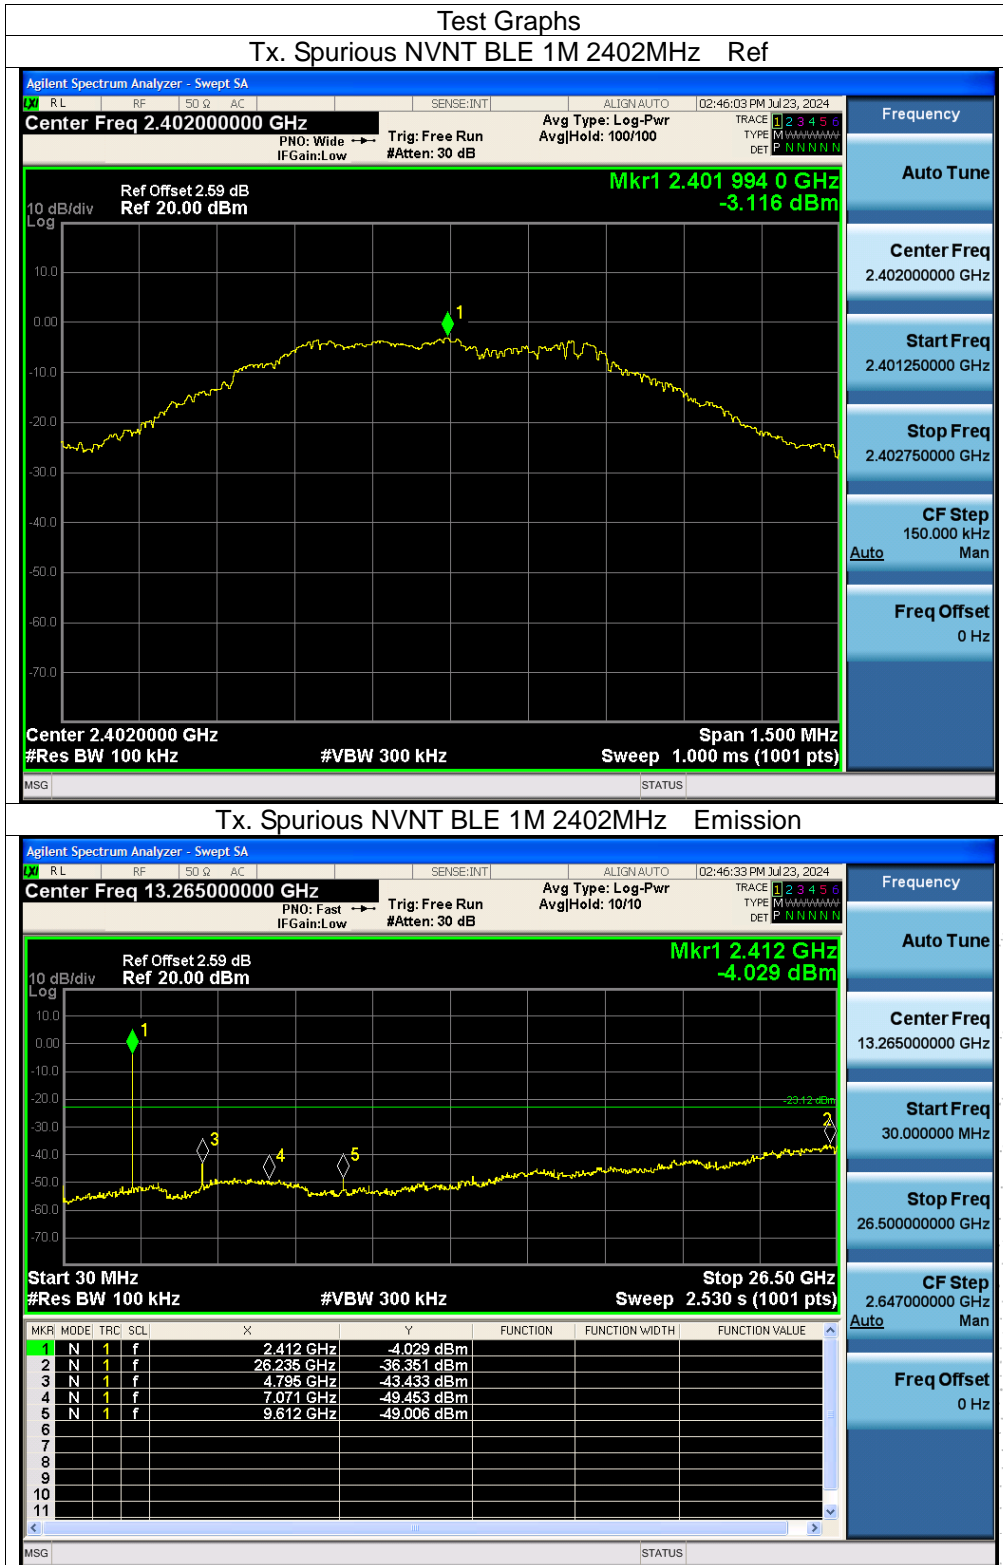 Test Graphs
Tx. Spurious NVNT BLE 1M 2402MHz Ref
Agilent Spectrum Analyzer - Swept SA
LXI RL RF 50 Ω AC SENSE:INT ALIGN AUTO 02:46:03 PM Jul 23, 2024
Center Freq 2.402000000 GHz
PNO: Wide
IFGain:Low
Trig: Free Run
#Atten: 30 dB
Avg Type: Log-Pwr
Avg|Hold: 100/100
TRACE 1 2 3 4 5 6
TYPE M
DET P N N N N N
Mkr1 2.401 994 0 GHz
-3.116 dBm
Ref Offset 2.59 dB
10 dB/div Ref 20.00 dBm
Log
10.0
0.00
-10.0
-20.0
-30.0
-40.0
-50.0
-60.0
-70.0
1
Center 2.4020000 GHz Span 1.500 MHz
#Res BW 100 kHz #VBW 300 kHz Sweep 1.000 ms (1001 pts)
MSG STATUS
Frequency
Auto Tune
Center Freq
2.402000000 GHz
Start Freq
2.401250000 GHz
Stop Freq
2.402750000 GHz
CF Step
150.000 kHz
Auto Man
Freq Offset
0 Hz
Tx. Spurious NVNT BLE 1M 2402MHz Emission
Agilent Spectrum Analyzer - Swept SA
LXI RL RF 50 Ω AC SENSE:INT ALIGN AUTO 02:46:33 PM Jul 23, 2024
Center Freq 13.265000000 GHz
PNO: Fast
IFGain:Low
Trig: Free Run
#Atten: 30 dB
Avg Type: Log-Pwr
Avg|Hold: 10/10
TRACE 1 2 3 4 5 6
TYPE M
DET P N N N N N
Mkr1 2.412 GHz
-4.029 dBm
Ref Offset 2.59 dB
10 dB/div Ref 20.00 dBm
Log
10.0
0.00
-10.0
-20.0
-30.0
-40.0
-50.0
-60.0
-70.0
1
-23.12 dBm
2
3
4
5
Start 30 MHz Stop 26.50 GHz
#Res BW 100 kHz #VBW 300 kHz Sweep 2.530 s (1001 pts)
MKR MODE TRC SCL X Y FUNCTION FUNCTION WIDTH FUNCTION VALUE
1 N 1 f 2.412 GHz -4.029 dBm
2 N 1 f 26.235 GHz -36.351 dBm
3 N 1 f 4.795 GHz -43.433 dBm
4 N 1 f 7.071 GHz -49.453 dBm
5 N 1 f 9.612 GHz -49.006 dBm
6
7
8
9
10
11
MSG STATUS
Frequency
Auto Tune
Center Freq
13.265000000 GHz
Start Freq
30.000000 MHz
Stop Freq
26.500000000 GHz
CF Step
2.647000000 GHz
Auto Man
Freq Offset
0 Hz